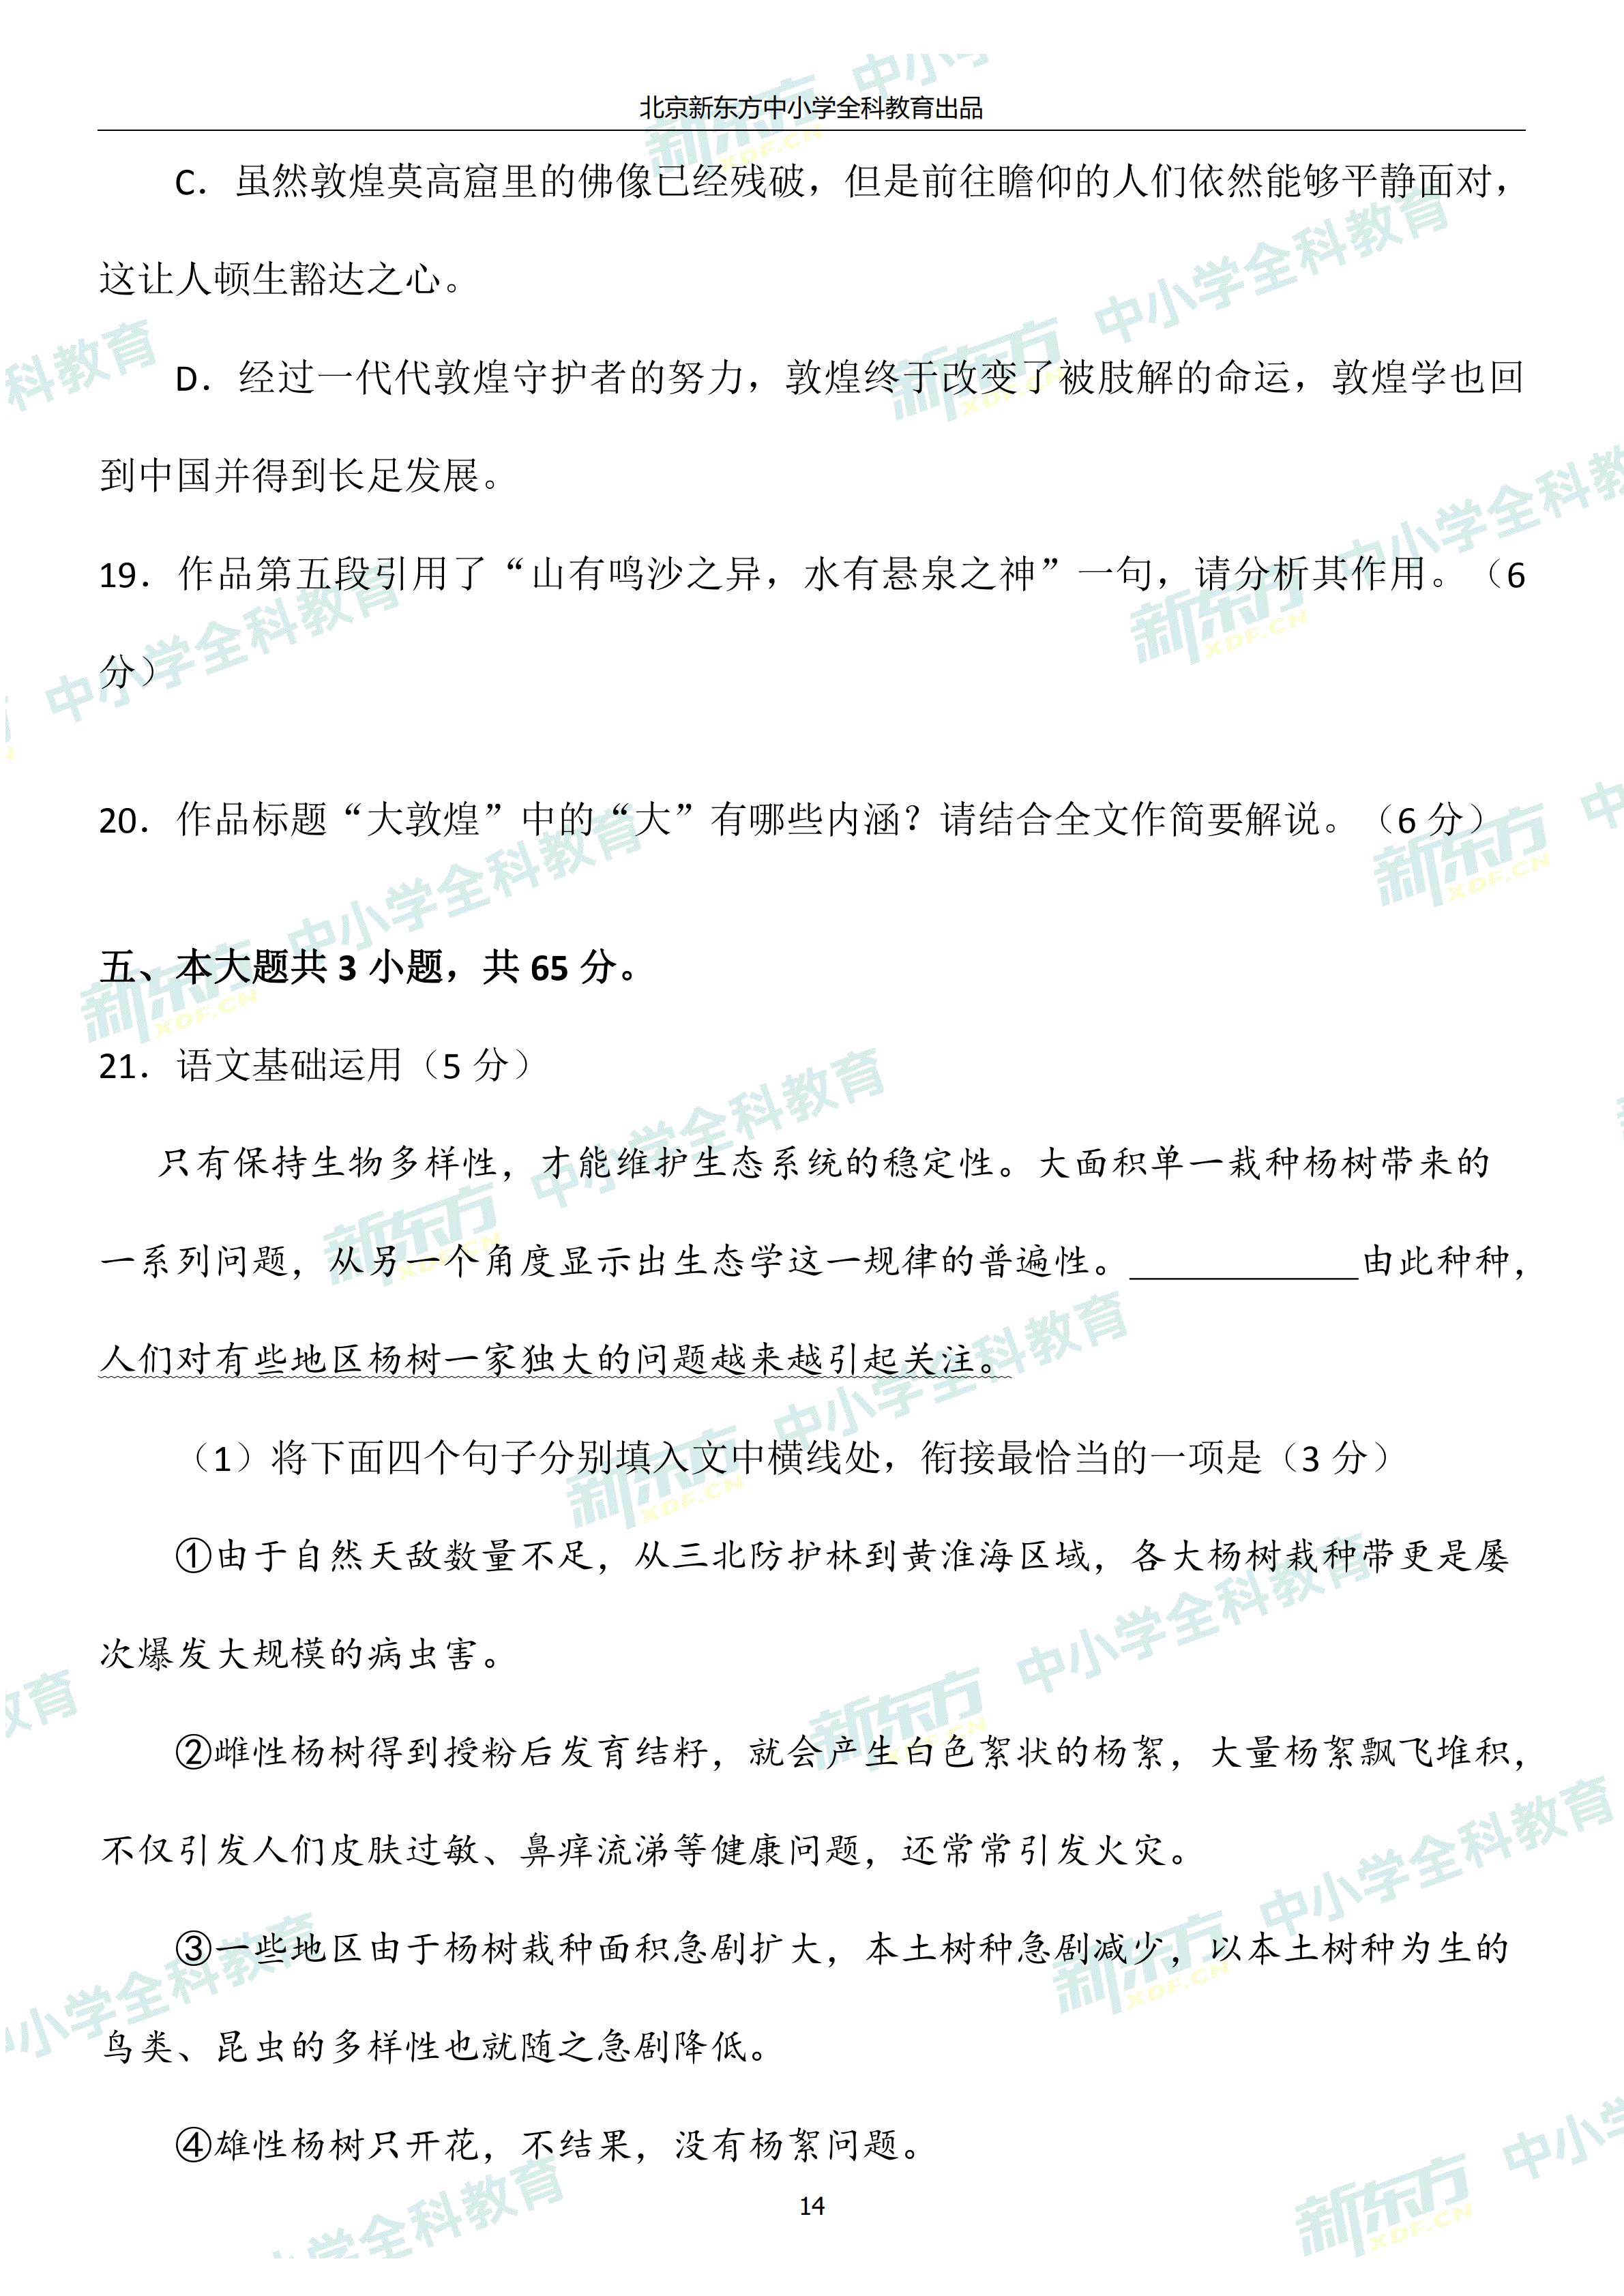 北京新东方中小学全科教育出品
C．虽然敦煌莫高窟里的佛像已经残破，但是前往瞻仰的人们依然能够平静面对，
这让人顿生豁达之心。
D．经过一代代敦煌守护者的努力，敦煌终于改变了被肢解的命运，敦煌学也回
到中国并得到长足发展。
19．作品第五段引用了“山有鸣沙之异，水有悬泉之神”一句，请分析其作用。（6
分）
20．作品标题“大敦煌”中的“大”有哪些内涵？请结合全文作简要解说。（6 分）
五、本大题共 3 小题，共 65 分。
21．语文基础运用（5 分）
只有保持生物多样性，才能维护生态系统的稳定性。大面积单一栽种杨树带来的
一系列问题，从另一个角度显示出生态学这一规律的普遍性。____________由此种种，
人们对有些地区杨树一家独大的问题越来越引起关注。
（1）将下面四个句子分别填入文中横线处，衔接最恰当的一项是（3 分）
①由于自然天敌数量不足，从三北防护林到黄淮海区域，各大杨树栽种带更是屡
次爆发大规模的病虫害。
②雌性杨树得到授粉后发育结籽，就会产生白色絮状的杨絮，大量杨絮飘飞堆积，
不仅引发人们皮肤过敏、鼻痒流涕等健康问题，还常常引发火灾。
③一些地区由于杨树栽种面积急剧扩大，本土树种急剧减少，以本土树种为生的
鸟类、昆虫的多样性也就随之急剧降低。
④雄性杨树只开花，不结果，没有杨絮问题。
14
新东方 XDF.CN 中小学全科教育